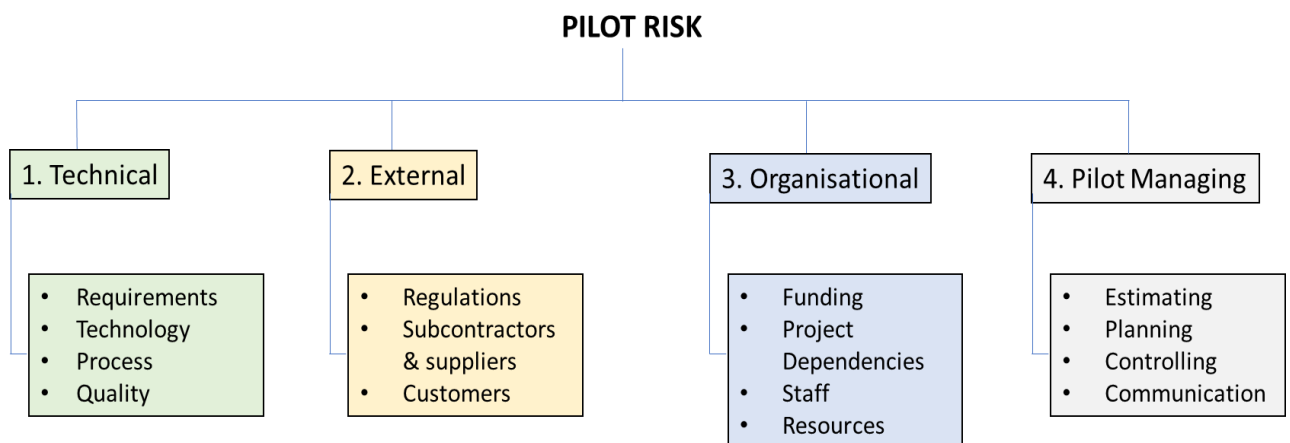 PILOT RISK
1. Technical
2. External
3. Organisational
4. Pilot Managing
• Requirements
• Technology
• Process
• Quality
• Regulations
• Subcontractors
& suppliers
• Customers
• Funding
• Project
Dependencies
• Staff
• Resources
• Estimating
• Planning
• Controlling
• Communication